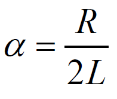 α = R / 2L